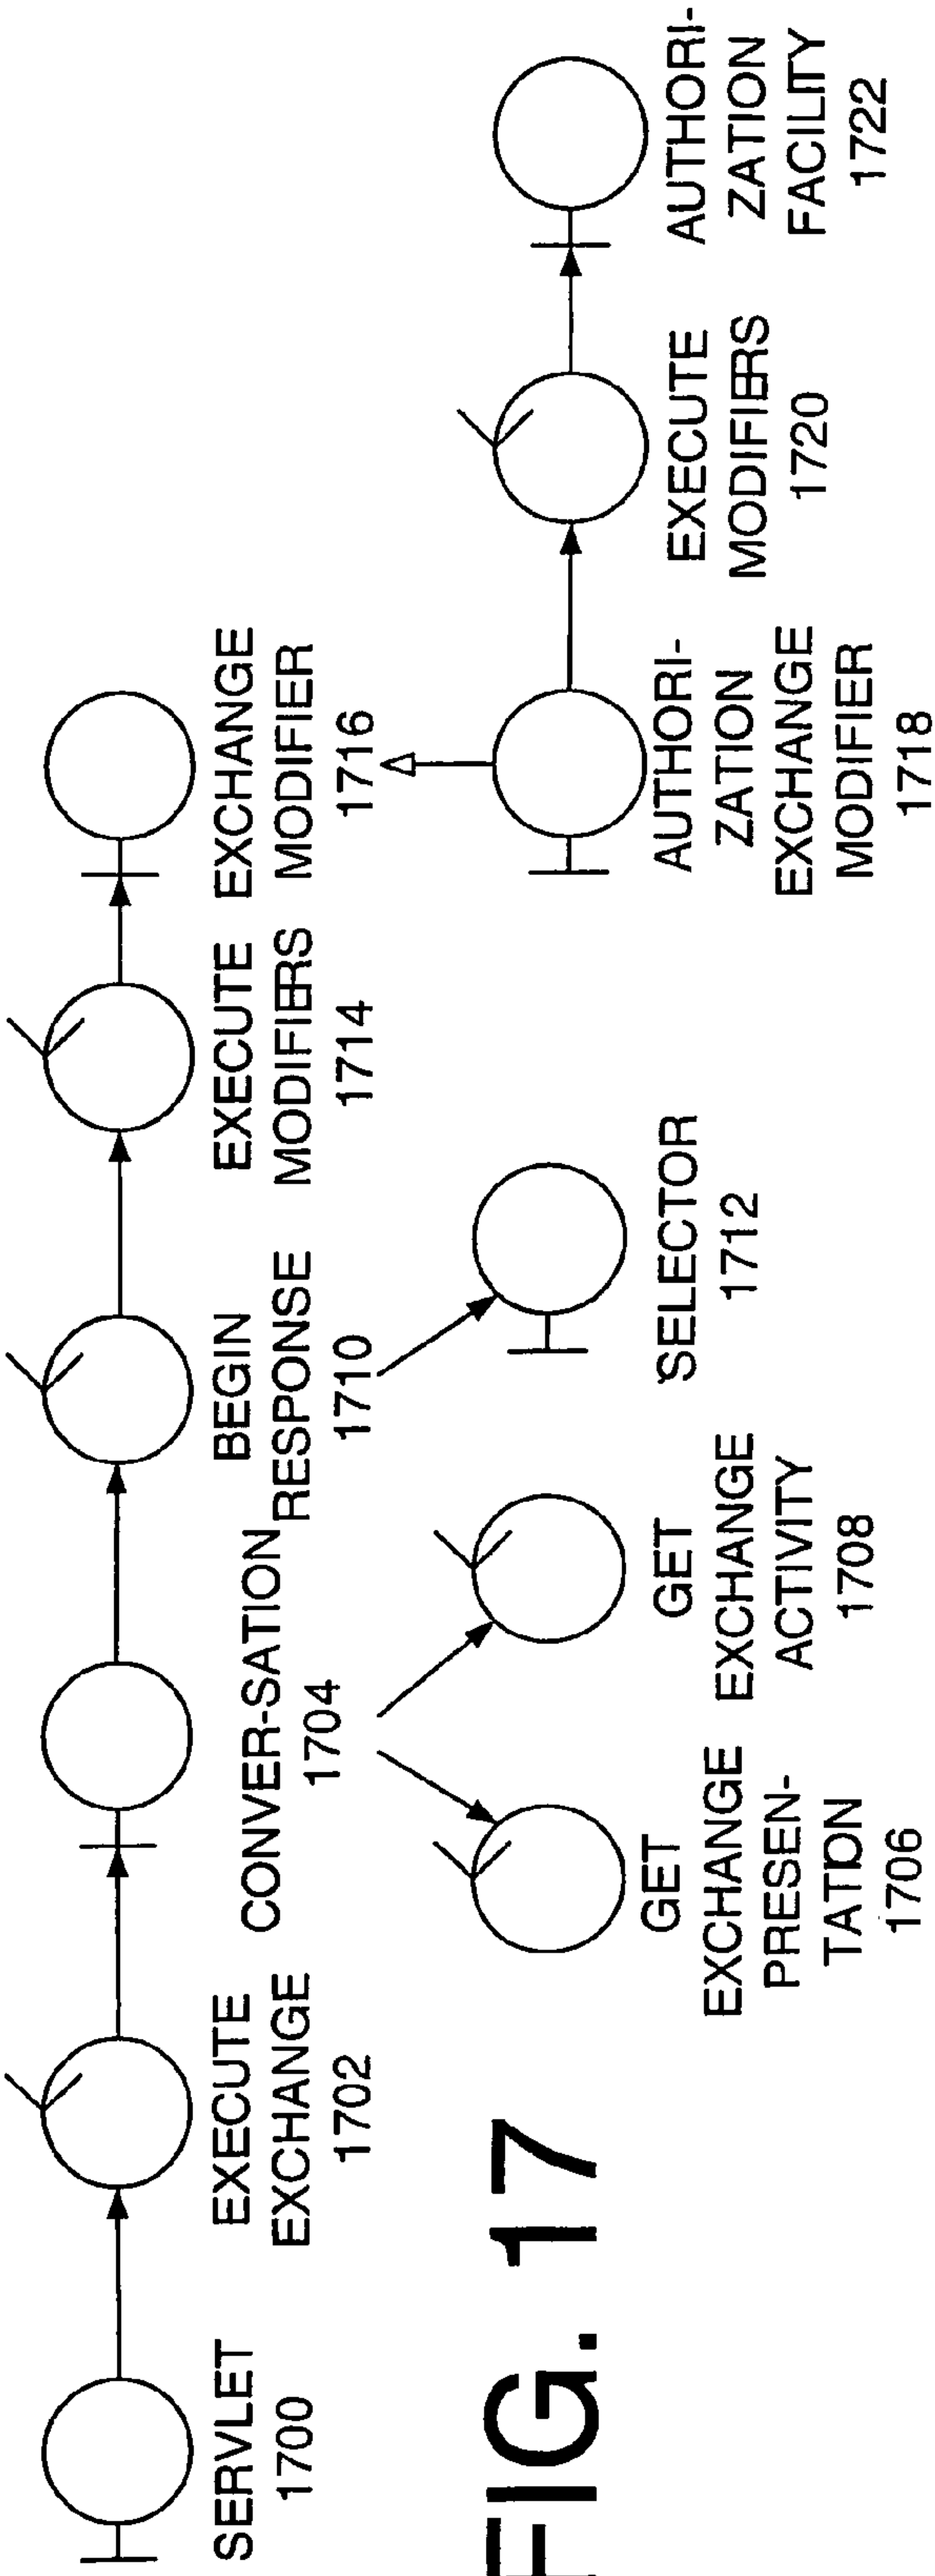 SERVLET
1700
EXECUTE
EXCHANGE
1702
CONVER-SATION
1704
BEGIN
RESPONSE
1710
EXECUTE
MODIFIERS
1714
EXCHANGE
MODIFIER
1716
GET
EXCHANGE
PRESEN-
TATION
1706
GET
EXCHANGE
ACTIVITY
1708
SELECTOR
1712
AUTHORI-
ZATION
EXCHANGE
MODIFIER
1718
EXECUTE
MODIFIERS
1720
AUTHORI-
ZATION
FACILITY
1722
FIG. 17